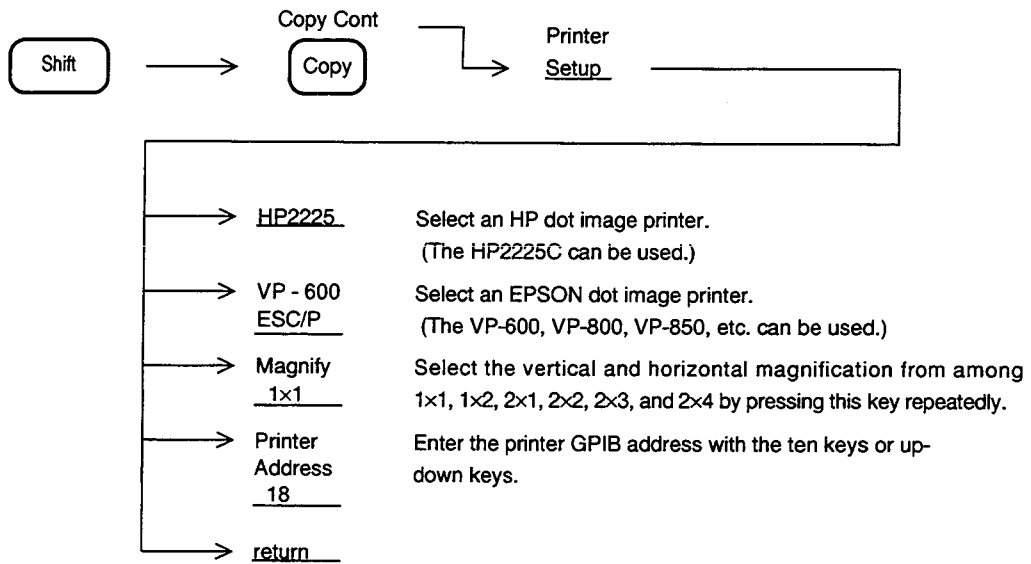 Shift
Copy Cont
Copy
Printer
Setup
HP2225
Select an HP dot image printer.
(The HP2225C can be used.)
VP - 600
ESC/P
Select an EPSON dot image printer.
(The VP-600, VP-800, VP-850, etc. can be used.)
Magnify
1×1
Select the vertical and horizontal magnification from among
1×1, 1×2, 2×1, 2×2, 2×3, and 2×4 by pressing this key repeatedly.
Printer
Address
18
Enter the printer GPIB address with the ten keys or up-
down keys.
return